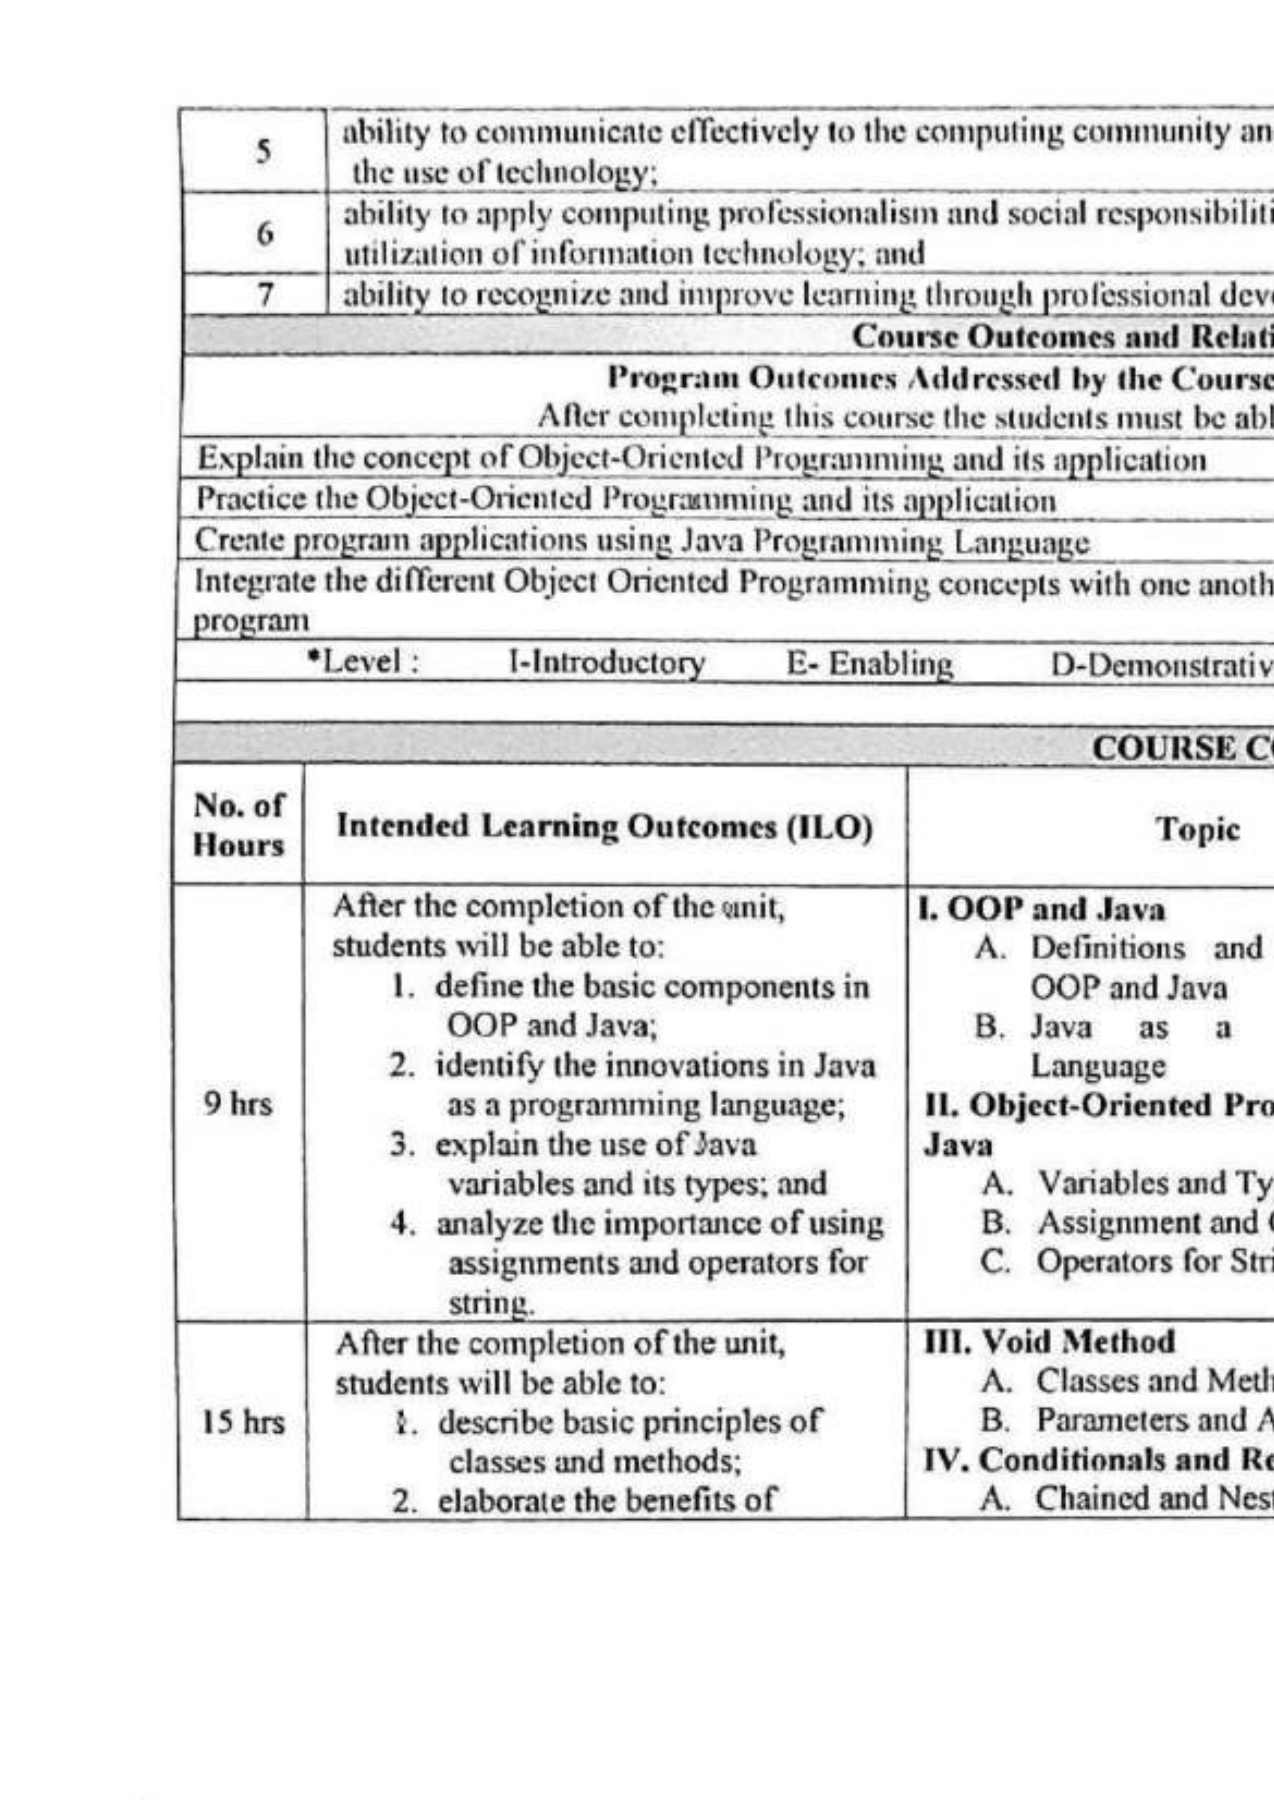 5
ability to communicate effectively to the computing community an
the use of technology;
6
ability to apply computing professionalism and social responsibiliti
utilization of information technology; and
7
ability to recognize and improve learning through professional deve
Course Outcomes and Relati
Program Outcomes Addressed by the Course
After completing this course the students must be abl
Explain the concept of Object-Oriented Programming and its application
Practice the Object-Oriented Programming and its application
Create program applications using Java Programming Language
Integrate the different Object Oriented Programming concepts with one anoth
program
*Level : I-Introductory E- Enabling D-Demonstrativ
COURSE CO
No. of
Hours
Intended Learning Outcomes (ILO)
Topic
9 hrs
After the completion of the unit,
students will be able to:
1. define the basic components in
OOP and Java;
2. identify the innovations in Java
as a programming language;
3. explain the use of Java
variables and its types; and
4. analyze the importance of using
assignments and operators for
string.
I. OOP and Java
A. Definitions and
OOP and Java
B. Java as a
Language
II. Object-Oriented Pro
Java
A. Variables and Ty
B. Assignment and
C. Operators for Stri
15 hrs
After the completion of the unit,
students will be able to:
1. describe basic principles of
classes and methods;
2. elaborate the benefits of
III. Void Method
A. Classes and Meth
B. Parameters and A
IV. Conditionals and Re
A. Chained and Nest